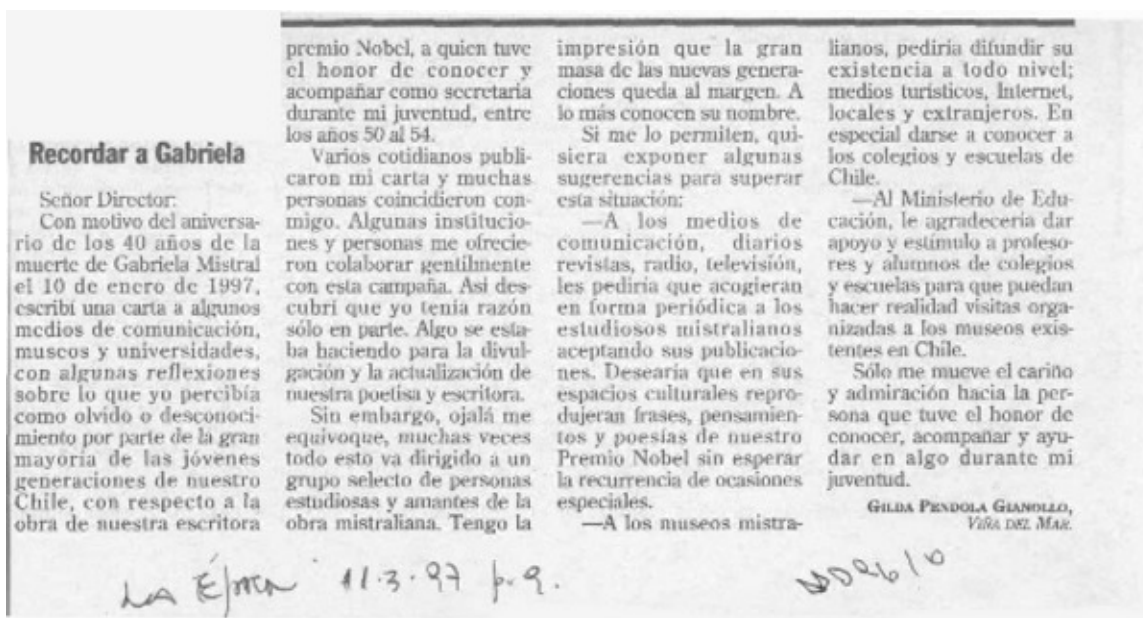 Recordar a Gabriela
Señor Director:
Con motivo del aniversa-
rio de los 40 años de la
muerte de Gabriela Mistral
el 10 de enero de 1997,
escribí una carta a algunos
medios de comunicación,
museos y universidades,
con algunas reflexiones
sobre lo que yo percibía
como olvido o desconoci-
miento por parte de la gran
mayoría de las jóvenes
generaciones de nuestro
Chile, con respecto a la
obra de nuestra escritora
premio Nobel, a quien tuve
el honor de conocer y
acompañar como secretaria
durante mi juventud, entre
los años 50 al 54.
Varios cotidianos publi-
caron mi carta y muchas
personas coincidieron con-
migo. Algunas institucio-
nes y personas me ofrecie-
ron colaborar gentilmente
con esta campaña. Así des-
cubrí que yo tenía razón
sólo en parte. Algo se esta-
ba haciendo para la divul-
gación y la actualización de
nuestra poetisa y escritora.
Sin embargo, ojalá me
equivoque, muchas veces
todo esto va dirigido a un
grupo selecto de personas
estudiosas y amantes de la
obra mistraliana. Tengo la
impresión que la gran
masa de las nuevas genera-
ciones queda al margen. A
lo más conocen su nombre.
Si me lo permiten, qui-
siera exponer algunas
sugerencias para superar
esta situación:
—A los medios de
comunicación, diarios
revistas, radio, televisión,
les pediría que acogieran
en forma periódica a los
estudiosos mistralianos
aceptando sus publicacio-
nes. Desearía que en sus
espacios culturales repro-
dujeran frases, pensamien-
tos y poesías de nuestro
Premio Nobel sin esperar
la recurrencia de ocasiones
especiales.
—A los museos mistra-
lianos, pediría difundir su
existencia a todo nivel;
medios turísticos, Internet,
locales y extranjeros. En
especial darse a conocer a
los colegios y escuelas de
Chile.
—Al Ministerio de Edu-
cación, le agradecería dar
apoyo y estímulo a profeso-
res y alumnos de colegios
y escuelas para que puedan
hacer realidad visitas orga-
nizadas a los museos exis-
tentes en Chile.
Sólo me mueve el cariño
y admiración hacia la per-
sona que tuve el honor de
conocer, acompañar y ayu-
dar en algo durante mi
juventud.
GILDA PENDOLA GIANOLLO,
VIÑA DEL MAR.
LA Época 11.3.97 p.9.